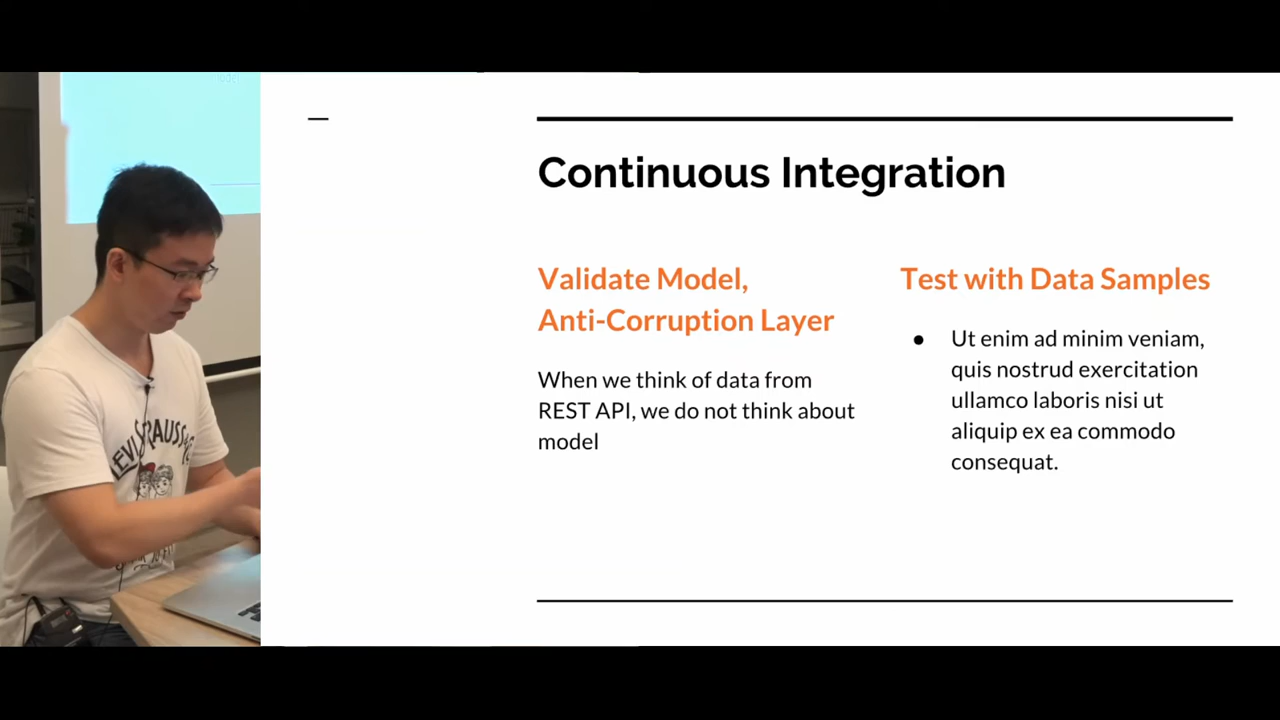 Continuous Integration
Validate Model,
Anti-Corruption Layer
When we think of data from
REST API, we do not think about
model
Test with Data Samples
● Ut enim ad minim veniam,
quis nostrud exercitation
ullamco laboris nisi ut
aliquip ex ea commodo
consequat.